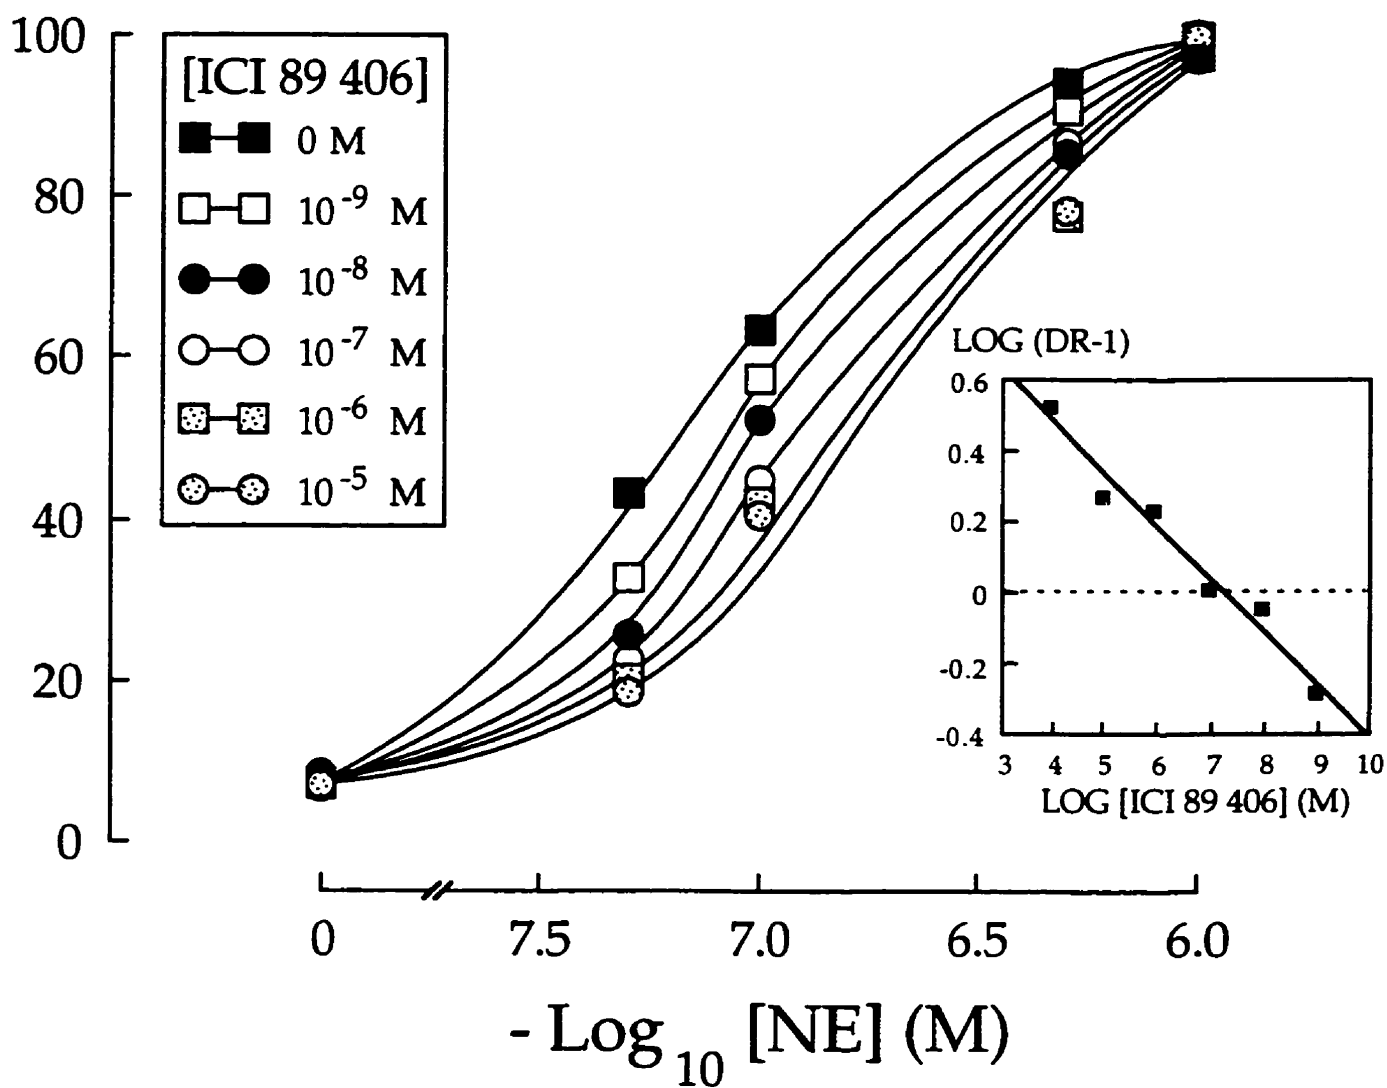 100
80
60
40
20
0
[ICI 89 406]
0 M
10⁻⁹ M
10⁻⁸ M
10⁻⁷ M
10⁻⁶ M
10⁻⁵ M
LOG (DR-1)
0.6
0.4
0.2
0
-0.2
-0.4
3 4 5 6 7 8 9 10
LOG [ICI 89 406] (M)
0 7.5 7.0 6.5 6.0
- Log₁₀ [NE] (M)